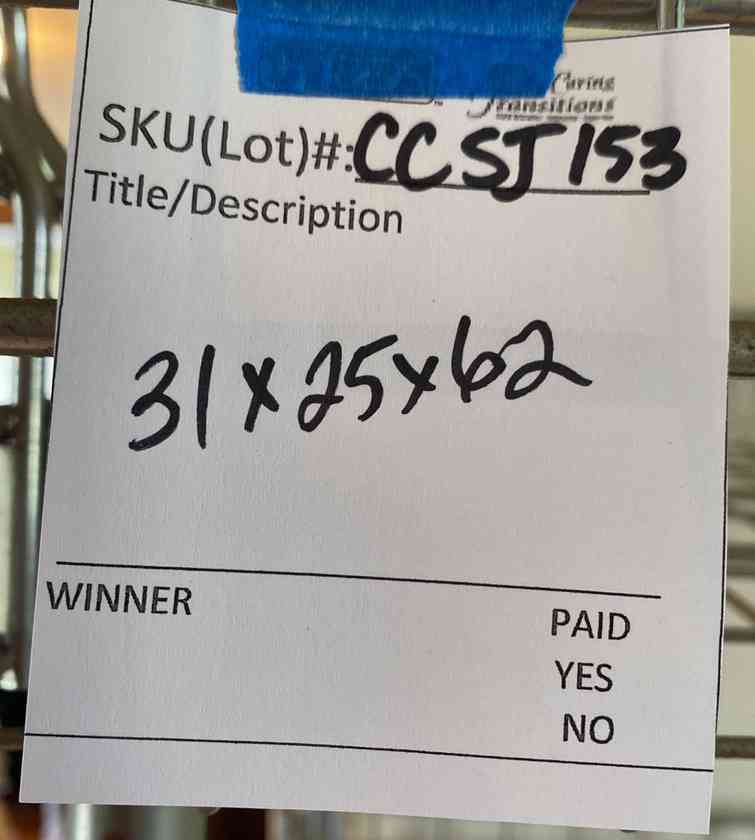 Caring
Transitions
SKU(Lot)#:CCSJ153
Title/Description
31x25x62
WINNER
PAID
YES
NO